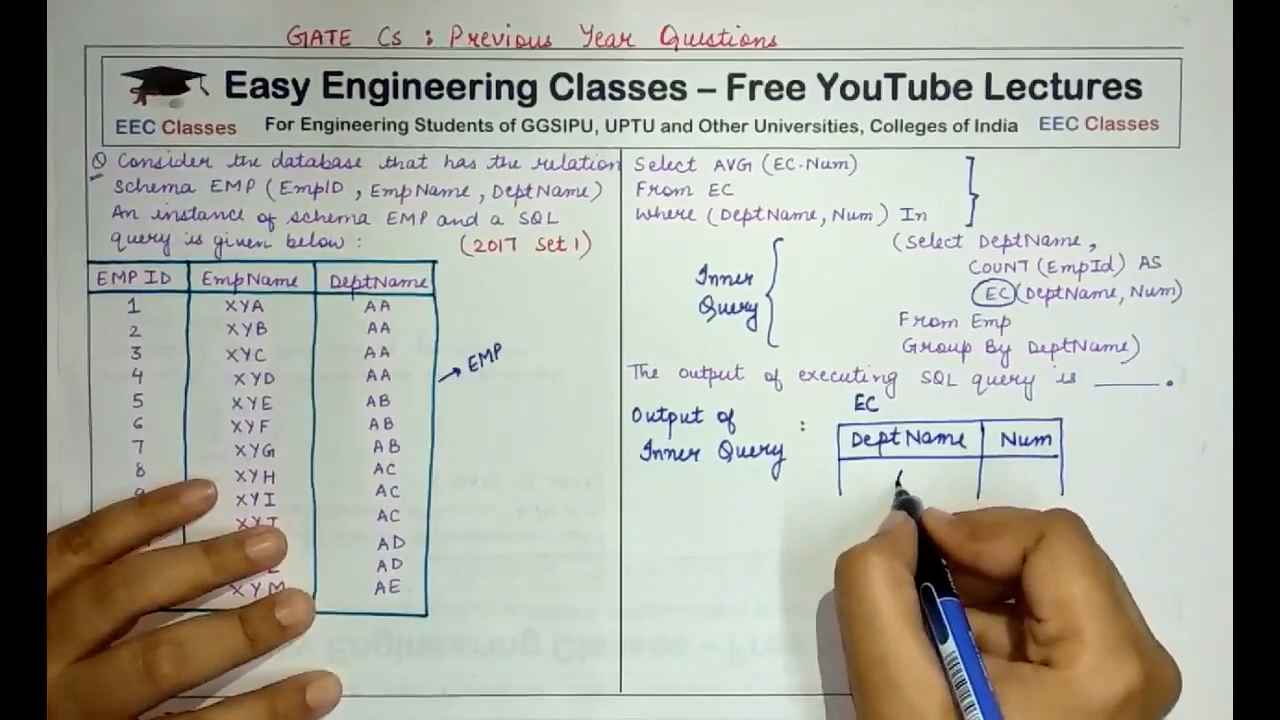 GATE CS : Previous Year Questions
Easy Engineering Classes – Free YouTube Lectures
EEC Classes For Engineering Students of GGSIPU, UPTU and Other Universities, Colleges of India EEC Classes
Q Consider the database that has the relation
Schema EMP (EmpID, EmpName, DeptName)
An instance of schema EMP and a SQL
query is given below : (2017 Set 1)
EMP ID EmpName DeptName
1 XYA AA
2 XYB AA
3 XYC AA
4 XYD AA
5 XYE AB
6 XYF AB
7 XYG AB
8 XYH AC
XYI AC
AC
AD
AD
XYM AE
→ EMP
Select AVG (EC.Num)
From EC
Where (DeptName, Num) In
(Select DeptName,
COUNT (EmpId) AS
EC (DeptName, Num)
From Emp
Group By DeptName)
Inner
Query
The output of executing SQL query is ______.
Output of
Inner Query :
EC
DeptName Num